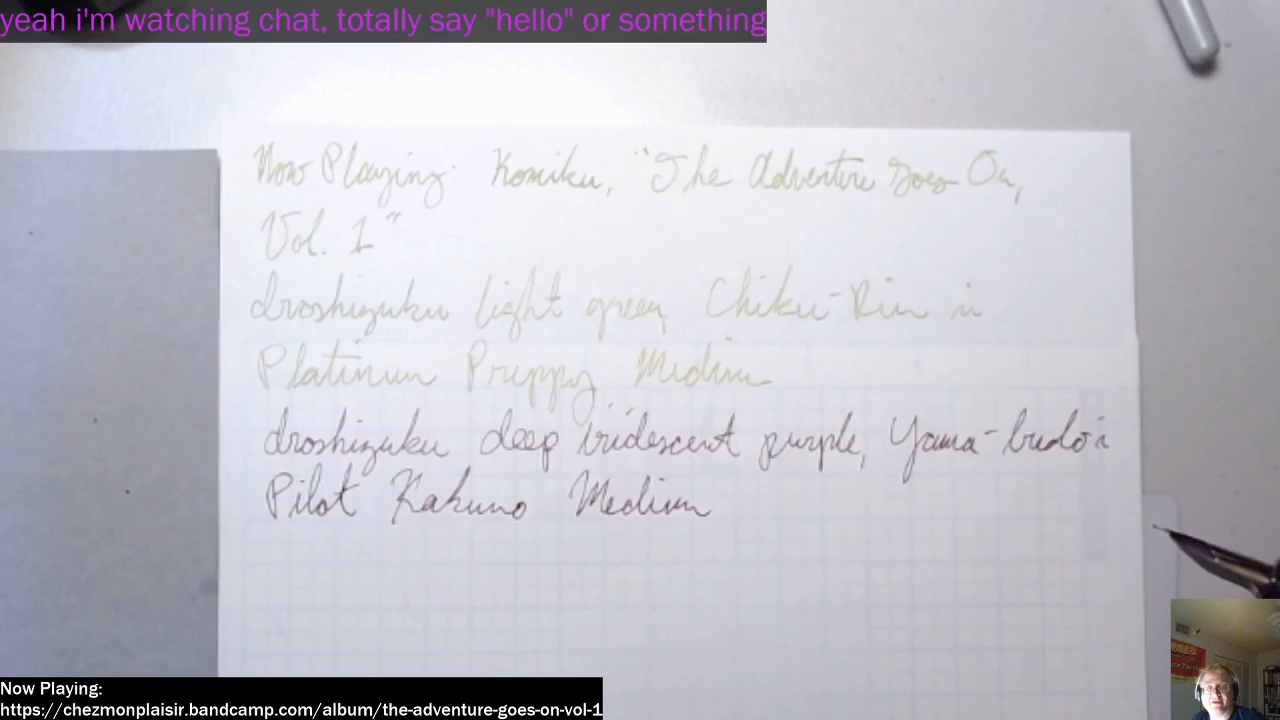 yeah i'm watching chat, totally say "hello" or something
Now Playing: Komiku, "The Adventure Goes On,
Vol. 1"
Iroshizuku light green, Chiku-Rin in
Platinum Preppy Medium
Iroshizuku deep iridescent purple, Yama-budo in
Pilot Kakuno Medium
Now Playing:
https://chezmonplaisir.bandcamp.com/album/the-adventure-goes-on-vol-1